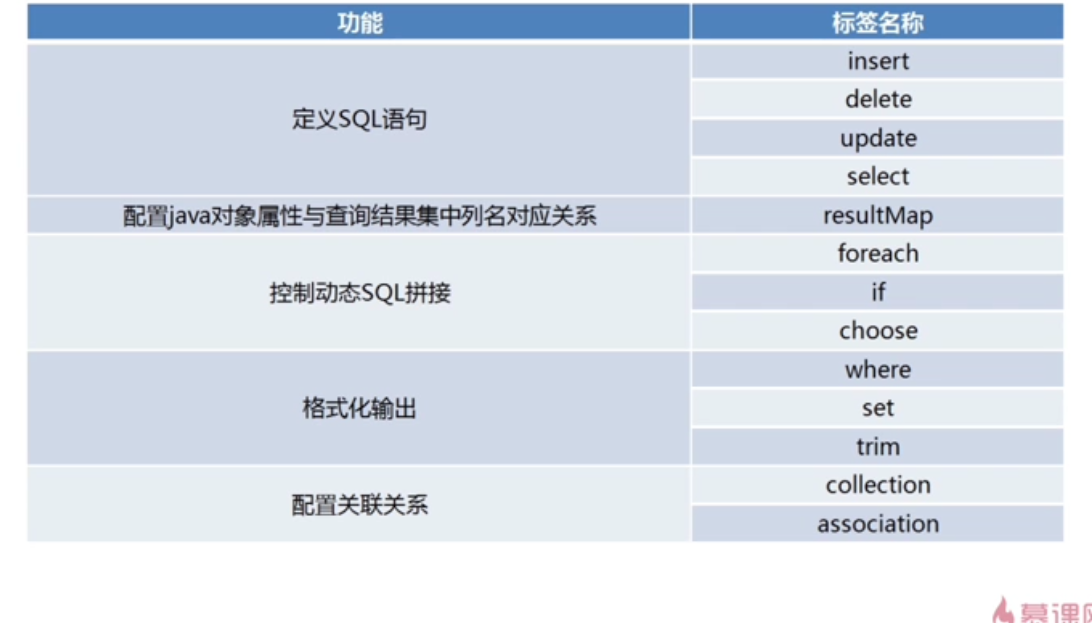 功能 标签名称
insert
delete
定义SQL语句
update
select
配置java对象属性与查询结果集中列名对应关系 resultMap
foreach
控制动态SQL拼接 if
choose
where
格式化输出 set
trim
collection
配置关联关系
association
慕课网